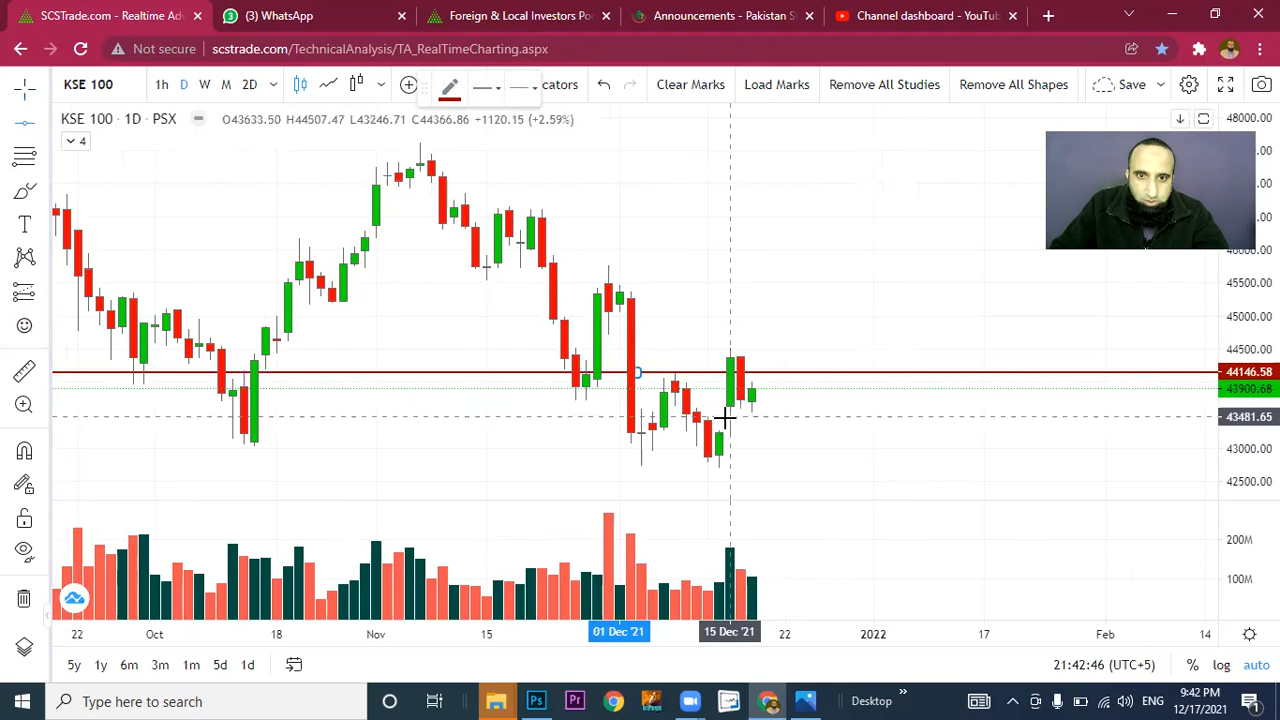 SCSTrade.com - Realtime Adv
(3) WhatsApp
Foreign & Local Investors Por
Announcements - Pakistan S
Channel dashboard - YouTu
Not secure
scstrade.com/TechnicalAnalysis/TA_RealTimeCharting.aspx
KSE 100
1h
D
W
M
2D
cators
Clear Marks
Load Marks
Remove All Studies
Remove All Shapes
Save
KSE 100 · 1D · PSX
O43633.50 H44507.47 L43246.71 C44366.86 +1120.15 (+2.59%)
4
48000.00
45500.00
45000.00
44500.00
44146.58
43900.68
43481.65
43000.00
42500.00
200M
100M
22
Oct
18
Nov
15
01 Dec '21
15 Dec '21
22
2022
17
Feb
14
5y
1y
6m
3m
1m
5d
1d
21:42:46 (UTC+5)
%
log
auto
Type here to search
Ps
Pr
Desktop
ENG
9:42 PM
12/17/2021